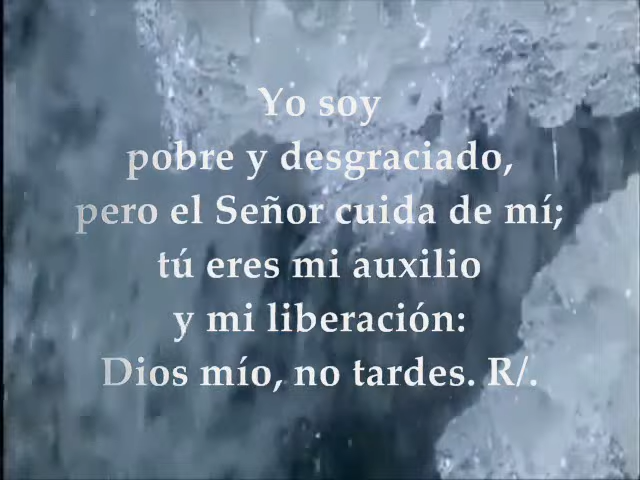 Yo soy
pobre y desgraciado,
pero el Señor cuida de mí;
tú eres mi auxilio
y mi liberación:
Dios mío, no tardes. R/.